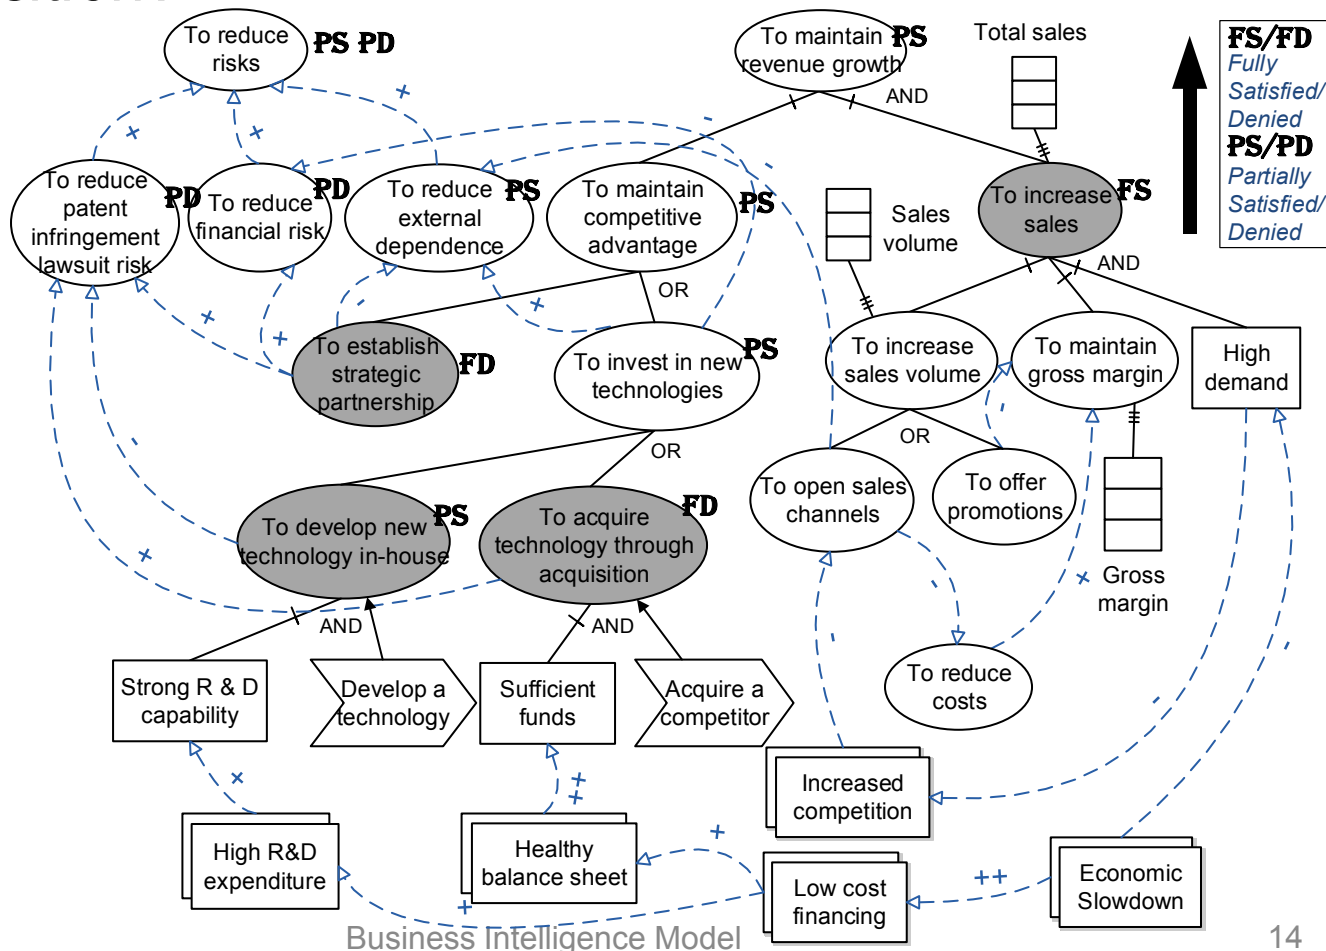 To reduce
risks
PS PD
To maintain
revenue growth
PS
AND
Total sales
FS/FD
Fully
Satisfied/
Denied
PS/PD
Partially
Satisfied/
Denied
+
+
+
-
-
To reduce
patent
infringement
lawsuit risk
PD
To reduce
financial risk
PD
To reduce
external
dependence
PS
To maintain
competitive
advantage
PS
Sales
volume
To increase
sales
FS
AND
OR
+
+
-
+
To establish
strategic
partnership
FD
To invest in new
technologies
PS
To increase
sales volume
To maintain
gross margin
High
demand
OR
OR
-
-
To open sales
channels
To offer
promotions
To develop new
technology in-house
PS
To acquire
technology through
acquisition
FD
+
-
+
Gross
margin
AND
AND
-
-
-
To reduce
costs
Strong R & D
capability
Develop a
technology
Sufficient
funds
Acquire a
competitor
+
++
Increased
competition
High R&D
expenditure
Healthy
balance sheet
+
+
Low cost
financing
++
Economic
Slowdown
Business Intelligence Model
14